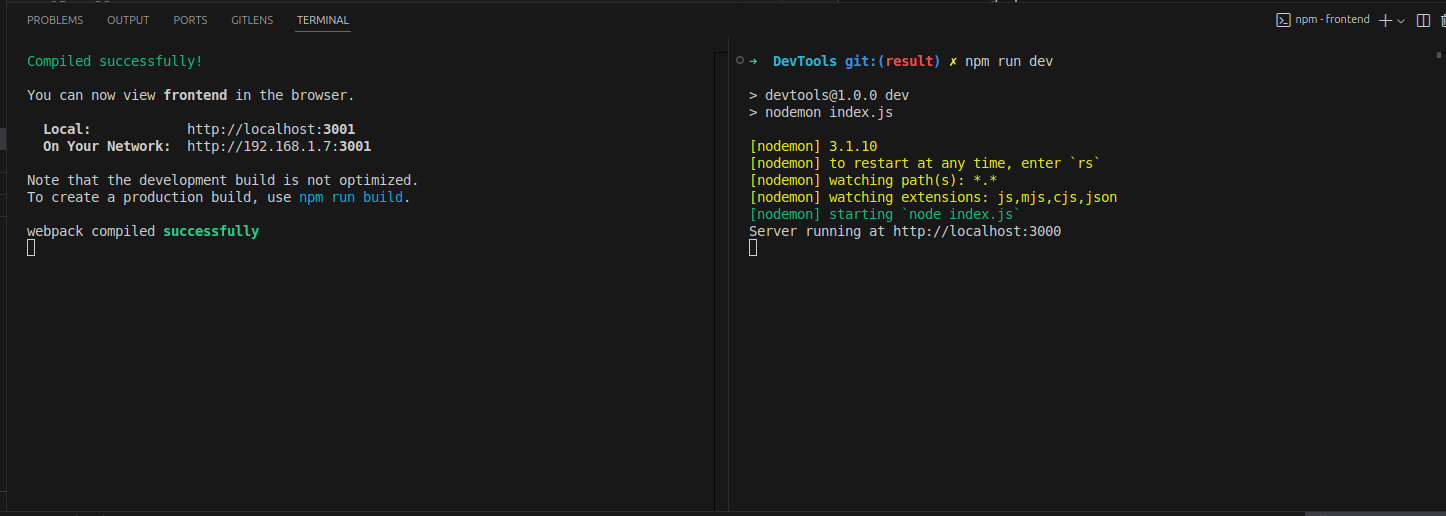 PROBLEMS OUTPUT PORTS GITLENS TERMINAL
npm - frontend
Compiled successfully!
You can now view frontend in the browser.
Local: http://localhost:3001
On Your Network: http://192.168.1.7:3001
Note that the development build is not optimized.
To create a production build, use npm run build.
webpack compiled successfully
➜ DevTools git:(result) ✗ npm run dev
> devtools@1.0.0 dev
> nodemon index.js
[nodemon] 3.1.10
[nodemon] to restart at any time, enter `rs`
[nodemon] watching path(s): *.*
[nodemon] watching extensions: js,mjs,cjs,json
[nodemon] starting `node index.js`
Server running at http://localhost:3000